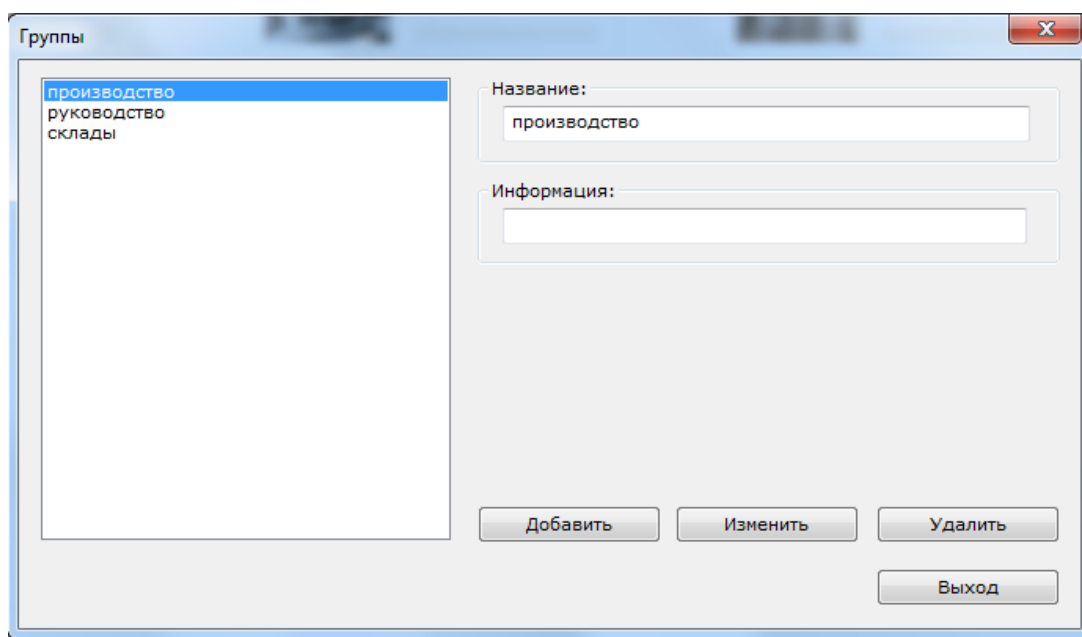 Группы
производство
руководство
склады
Название:
производство
Информация:
Добавить
Изменить
Удалить
Выход